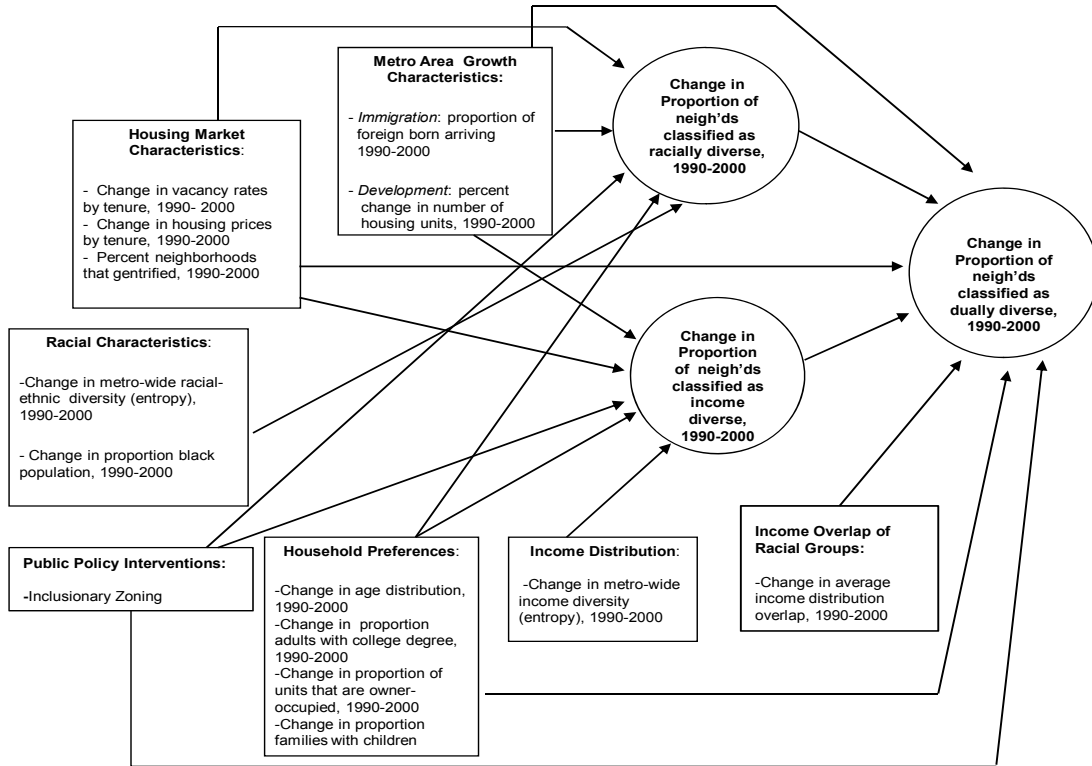 Metro Area Growth
Characteristics:
- Immigration: proportion of
foreign born arriving
1990-2000
- Development: percent
change in number of
housing units, 1990-2000
Change in
Proportion of
neigh'ds
classified as
racially diverse,
1990-2000
Housing Market
Characteristics:
- Change in vacancy rates
by tenure, 1990- 2000
- Change in housing prices
by tenure, 1990-2000
- Percent neighborhoods
that gentrified, 1990-2000
Change in
Proportion of
neigh'ds
classified as
dually diverse,
1990-2000
Racial Characteristics:
-Change in metro-wide racial-
ethnic diversity (entropy),
1990-2000
- Change in proportion black
population, 1990-2000
Change in
Proportion
of neigh'ds
classified as
income
diverse,
1990-2000
Public Policy Interventions:
-Inclusionary Zoning
Household Preferences:
-Change in age distribution,
1990-2000
-Change in proportion
adults with college degree,
1990-2000
-Change in proportion of
units that are owner-
occupied, 1990-2000
-Change in proportion
families with children
Income Distribution:
-Change in metro-wide
income diversity
(entropy), 1990-2000
Income Overlap of
Racial Groups:
-Change in average
income distribution
overlap, 1990-2000